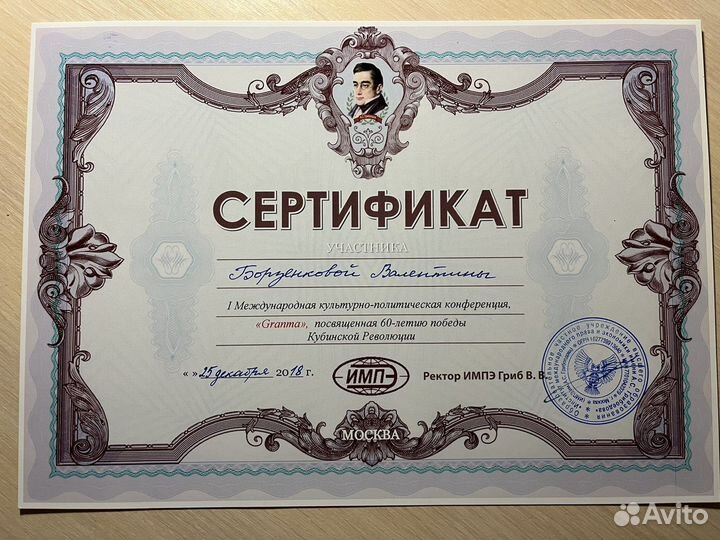 СЕРТИФИКАТ
УЧАСТНИКА
Борзенковой Валентины
I Международная культурно-политическая конференция,
«Granma», посвященная 60-летию победы
Кубинской Революции
« » 25 декабря 2018 г.
ИМПЭ
Ректор ИМПЭ Гриб В. В.
МОСКВА
Avito